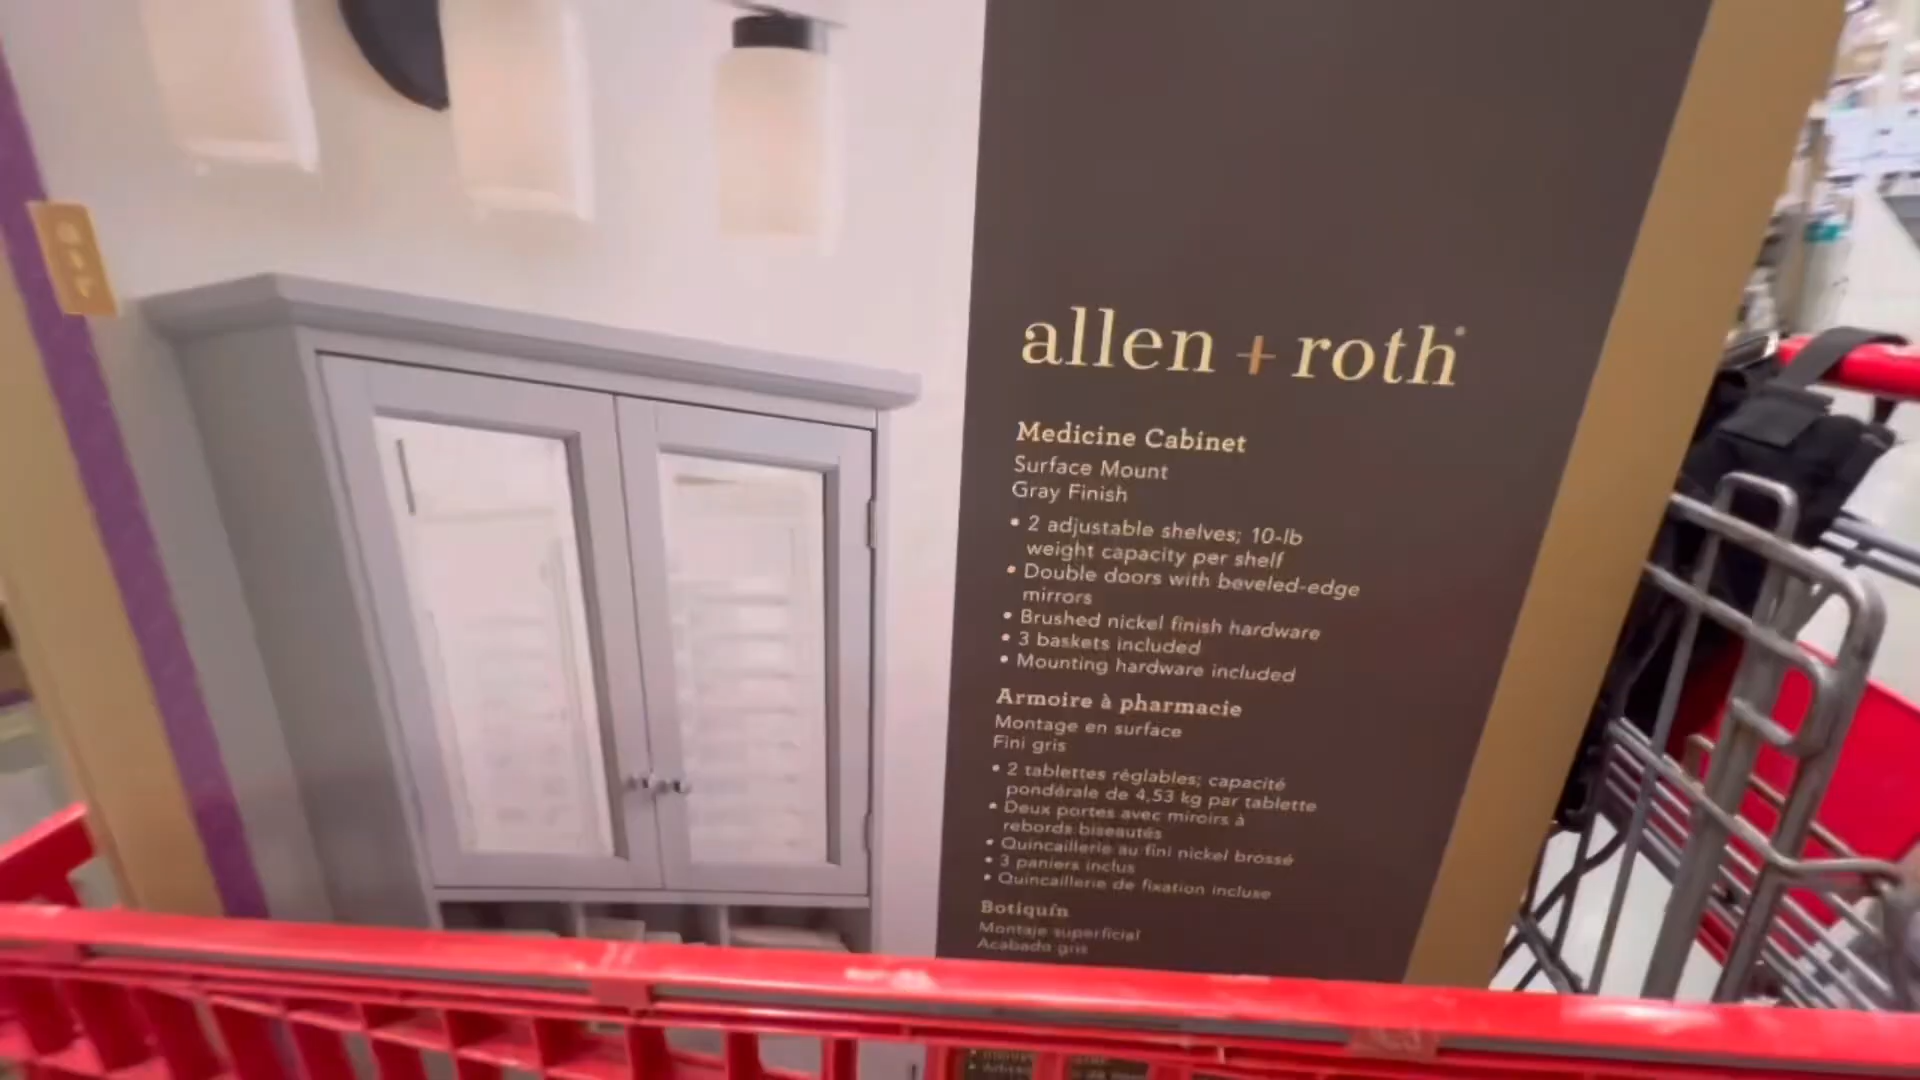 allen + roth
Medicine Cabinet
Surface Mount
Gray Finish
• 2 adjustable shelves; 10-lb
weight capacity per shelf
• Double doors with beveled-edge
mirrors
• Brushed nickel finish hardware
• 3 baskets included
• Mounting hardware included
Armoire à pharmacie
Montage en surface
Fini gris
• 2 tablettes réglables; capacité
pondérale de 4,53 kg par tablette
• Deux portes avec miroirs à
rebords biseautés
• Quincaillerie au fini nickel brossé
• 3 paniers inclus
• Quincaillerie de fixation incluse
Botiquín
Montaje superficial
Acabado gris